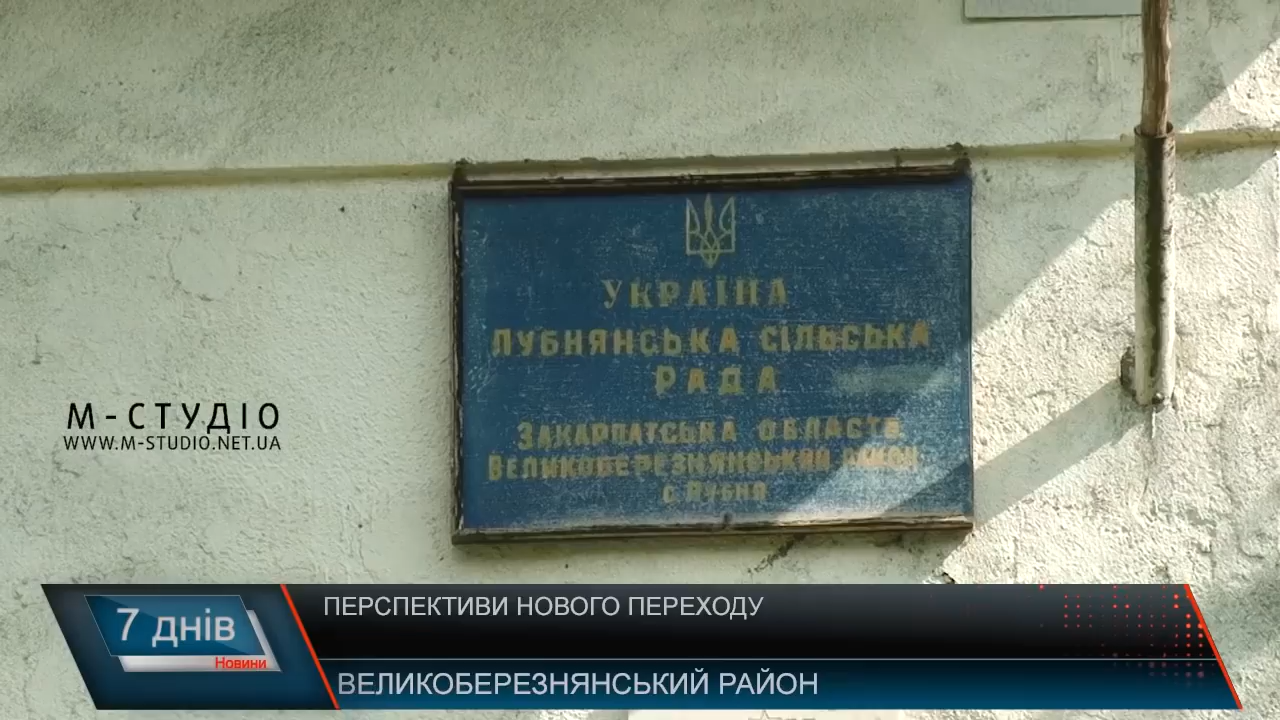 УКРАЇНА
ЛУБНЯНСЬКА СІЛЬСЬКА
РАДА
ЗАКАРПАТСЬКА ОБЛАСТЬ
ВЕЛИКОБЕРЕЗНЯНСЬКИЙ РАЙОН
с. ЛУБНЯ
М-СТУДІО
WWW.M-STUDIO.NET.UA
7 днів
Новини
ПЕРСПЕКТИВИ НОВОГО ПЕРЕХОДУ
ВЕЛИКОБЕРЕЗНЯНСЬКИЙ РАЙОН